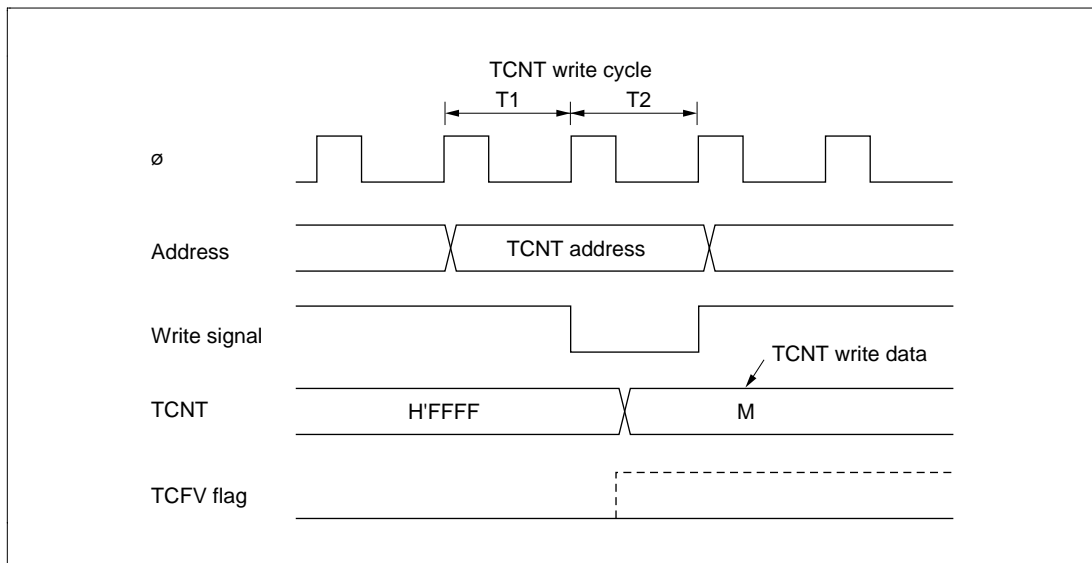 TCNT write cycle
T1 T2
ø
Address TCNT address
Write signal
TCNT write data
TCNT H'FFFF M
TCFV flag